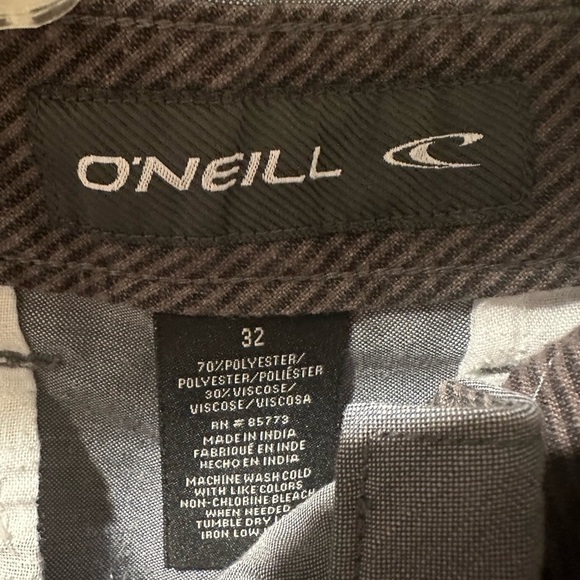 O'NEILL
32
70%POLYESTER/
POLYESTER/POLIÉSTER
30%VISCOSE/
VISCOSE/VISCOSA
RN # 85773
MADE IN INDIA
FABRIQUÉ EN INDE
HECHO EN INDIA
MACHINE WASH COLD
WITH LIKE COLORS
NON-CHLORINE BLEACH
WHEN NEEDED
TUMBLE DRY
IRON LOW